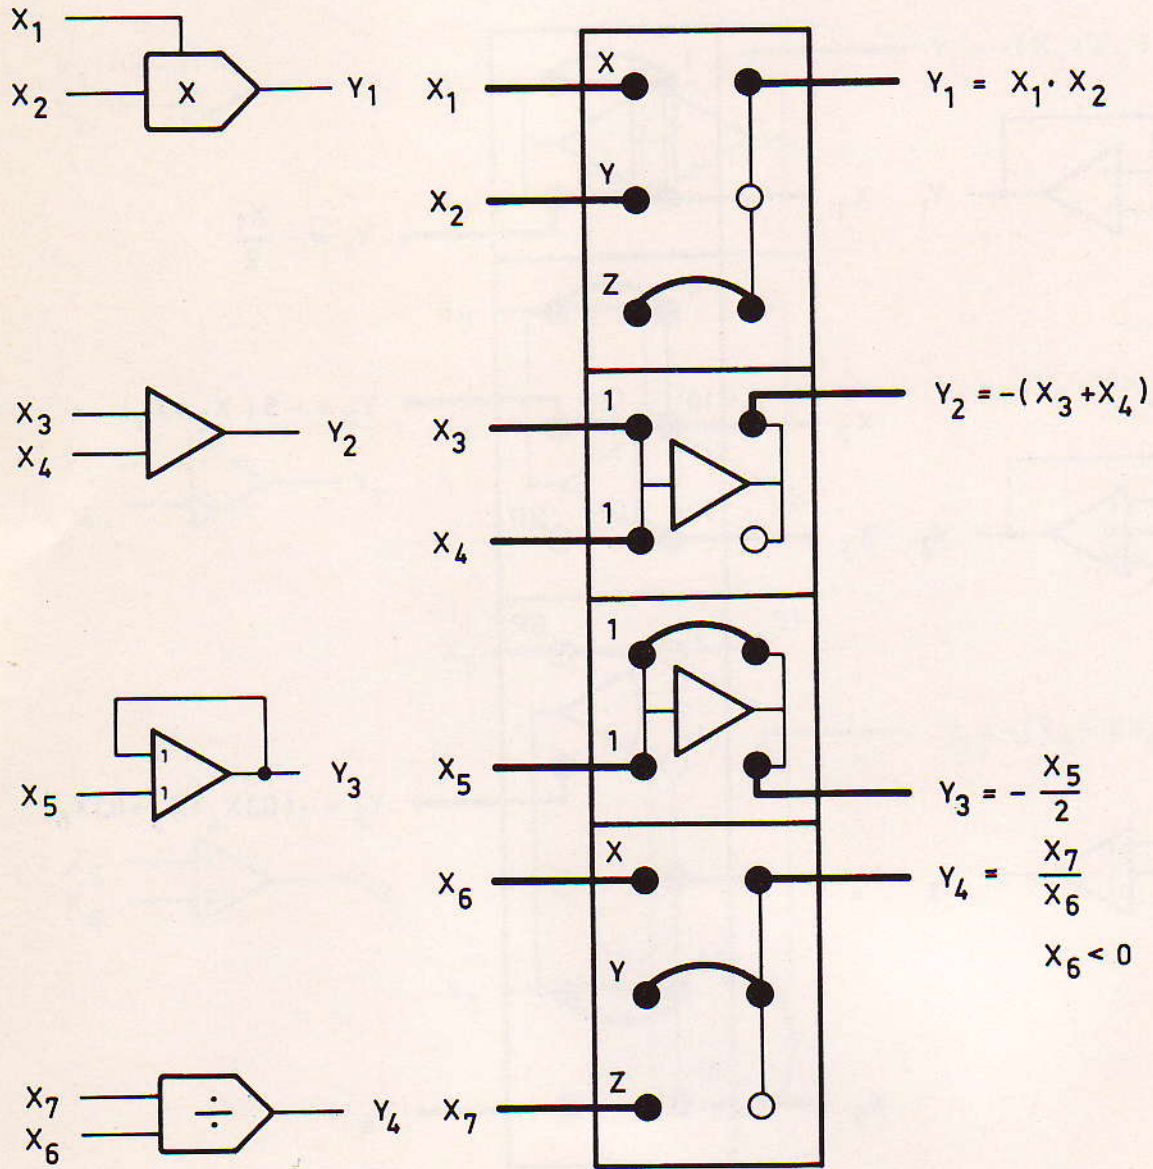 X1
X2
X
Y1
X1
X
Y1 = X1 · X2
X2
Y
Z
X3
X4
Y2
X3
1
Y2 = -(X3 + X4)
X4
1
1
1
X5
Y3
1
X5
1
Y3 = - X5/2
X6
X
Y4 = X7/X6
X6 < 0
Y
X7
X6
÷
Y4
X7
Z